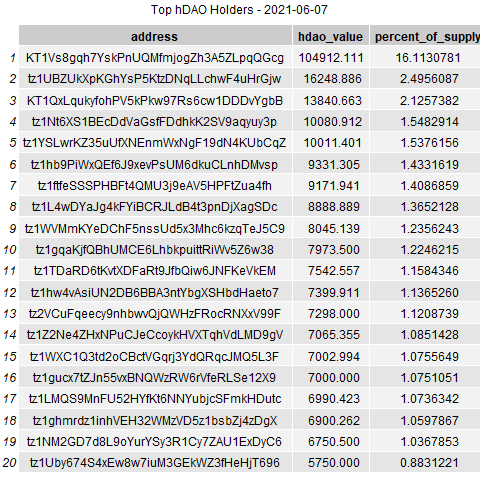 Top hDAO Holders - 2021-06-07
address hdao_value percent_of_supply
1 KT1Vs8gqh7YskPnUQMfmjogZh3A5ZLpqQGcg 104912.111 16.1130781
2 tz1UBZUkXpKGhYsP5KtzDNqLLchwF4uHrGjw 16248.886 2.4956087
3 KT1QxLqukyfohPV5kPkw97Rs6cw1DDDvYgbB 13840.663 2.1257382
4 tz1Nt6XS1BEcDdVaGsfFDdhkK2SV9aqyuy3p 10080.912 1.5482914
5 tz1YSLwrKZ35uUfXNEnmWxNgF19dN4KUbCqZ 10011.401 1.5376156
6 tz1hb9PiWxQEf6J9xevPsUM6dkuCLnhDMvsp 9331.305 1.4331619
7 tz1ftfeSSSPHBFt4QMU3j9eAV5HPFtZua4fh 9171.941 1.4086859
8 tz1L4wDYaJg4kFYiBCRJLdB4t3pnDjXagSDc 8888.889 1.3652128
9 tz1WVMmKYeDChF5nssUd5x3Mhc6kzqTeJ5C9 8045.139 1.2356243
10 tz1gqaKjfQBhUMCE6LhbkpuittRiWv5Z6w38 7973.500 1.2246215
11 tz1TDaRD6tKvtXDFaRt9JfbQiw6JNFKeVkEM 7542.557 1.1584346
12 tz1hw4vAsiUN2DB6BBA3ntYbgXSHbdHaeto7 7399.911 1.1365260
13 tz2VCuFqeecy9nhbwvQjQWHzFRocRNXxV99F 7298.000 1.1208739
14 tz1Z2Ne4ZHxNPuCJeCcoykHVXTqhVdLMD9gV 7065.355 1.0851428
15 tz1WXC1Q3td2oCBctVGqrj3YdQRqcJMQ5L3F 7002.994 1.0755649
16 tz1gucx7tZJn55vxBNQWzRW6rVfeRLSe12X9 7000.000 1.0751051
17 tz1LMQS9MnFU52HYfKt6NNYubjcSFmkHDutc 6990.423 1.0736342
18 tz1ghmrdz1inhVEH32WMzVD5z1bsbZj4zDgX 6900.262 1.0597867
19 tz1NM2GD7d8L9oYurYSy3R1Cy7ZAU1ExDyC6 6750.500 1.0367853
20 tz1Uby674S4xEw8w7iuM3GEkWZ3fHeHjT696 5750.000 0.8831221